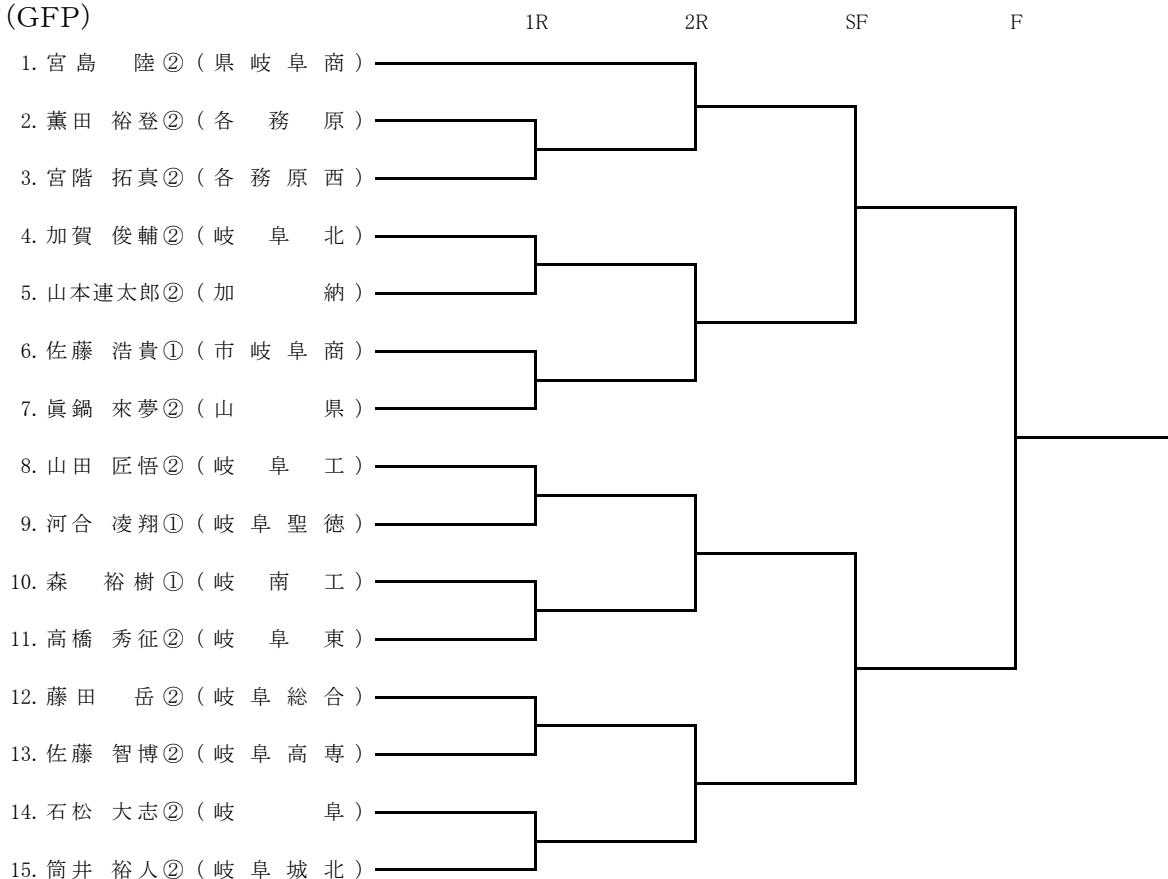 (GFP)
1R 2R SF F
1. 宮島 陸② (県岐阜商)
2. 薫田 裕登② (各務原)
3. 宮階 拓真② (各務原西)
4. 加賀 俊輔② (岐阜北)
5. 山本連太郎② (加納)
6. 佐藤 浩貴① (市岐阜商)
7. 眞鍋 來夢② (山県)
8. 山田 匠悟② (岐阜工)
9. 河合 凌翔① (岐阜聖徳)
10. 森 裕樹① (岐南工)
11. 高橋 秀征② (岐阜東)
12. 藤田 岳② (岐阜総合)
13. 佐藤 智博② (岐阜高専)
14. 石松 大志② (岐阜)
15. 筒井 裕人② (岐阜城北)